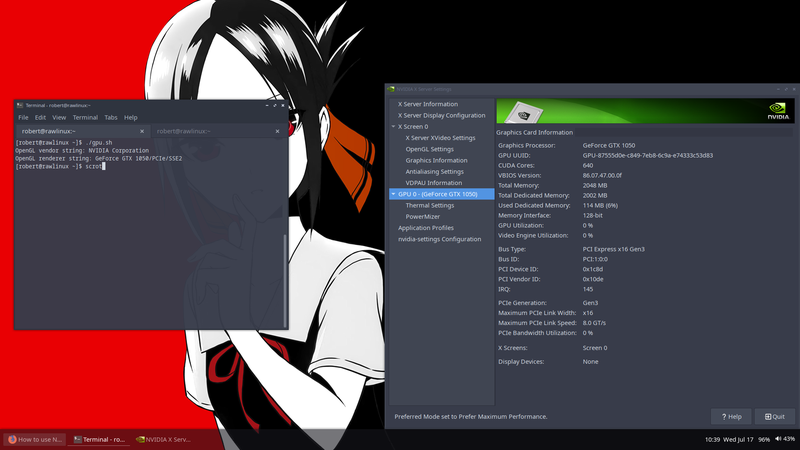 Terminal - robert@rawlinux:~
File Edit View Terminal Tabs Help
robert@rawlinux:~ robert@rawlinux:~
[robert@rawlinux:~]$ ./gpu.sh
OpenGL vendor string: NVIDIA Corporation
OpenGL renderer string: GeForce GTX 1050/PCIe/SSE2
[robert@rawlinux:~]$ scrot
NVIDIA X Server Settings
X Server Information
X Server Display Configuration
X Screen 0
X Server XVideo Settings
OpenGL Settings
Graphics Information
Antialiasing Settings
VDPAU Information
GPU 0 - (GeForce GTX 1050)
Thermal Settings
PowerMizer
Application Profiles
nvidia-settings Configuration
NVIDIA
Graphics Card Information
Graphics Processor: GeForce GTX 1050
GPU UUID: GPU-87555d0e-c849-7eb8-6c9a-e74333c53d83
CUDA Cores: 640
VBIOS Version: 86.07.47.00.0f
Total Memory: 2048 MB
Total Dedicated Memory: 2002 MB
Used Dedicated Memory: 114 MB (6%)
Memory Interface: 128-bit
GPU Utilization: 0 %
Video Engine Utilization: 0 %
Bus Type: PCI Express x16 Gen3
Bus ID: PCI:1:0:0
PCI Device ID: 0x1c8d
PCI Vendor ID: 0x10de
IRQ: 145
PCIe Generation: Gen3
Maximum PCIe Link Width: x16
Maximum PCIe Link Speed: 8.0 GT/s
PCIe Bandwidth Utilization: 0 %
X Screens: Screen 0
Display Devices: None
Preferred Mode set to Prefer Maximum Performance.
Help Quit
How to use N... Terminal - ro... NVIDIA X Serv... 10:39 Wed Jul 17 96% 43%